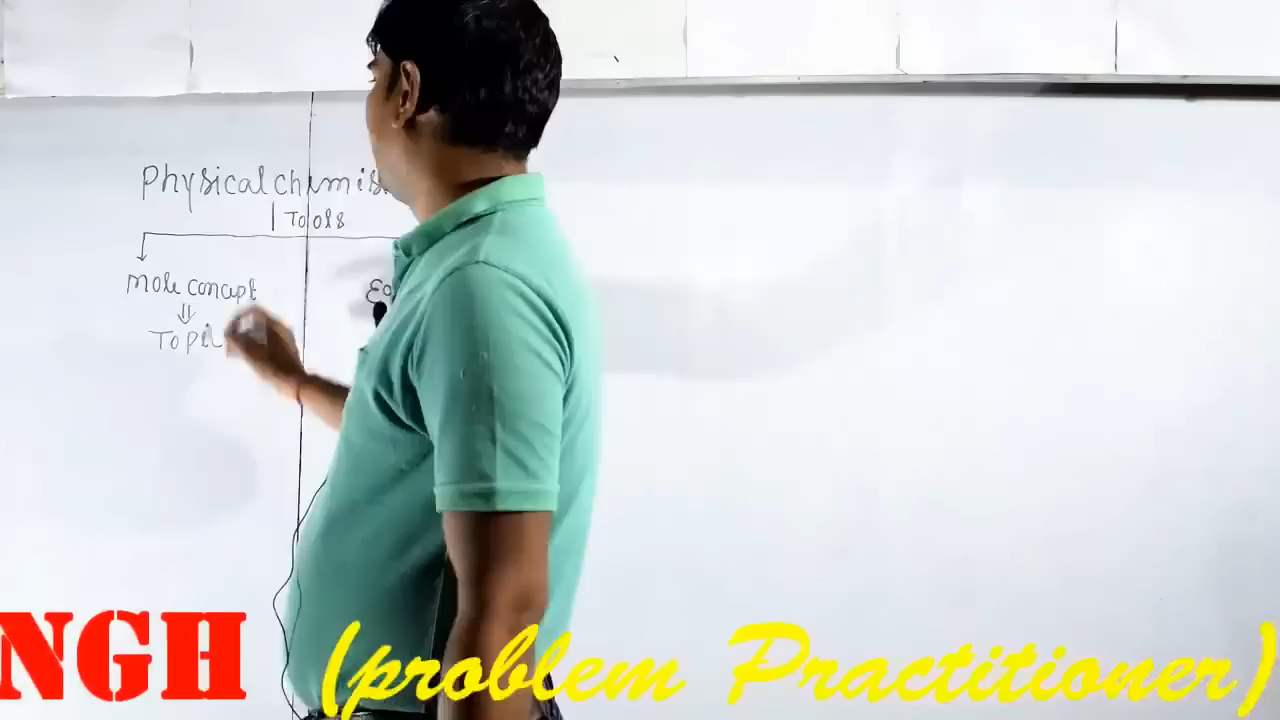 Physical chemis
Tools
Mole concept
Topi
NGH (problem Practitioner)